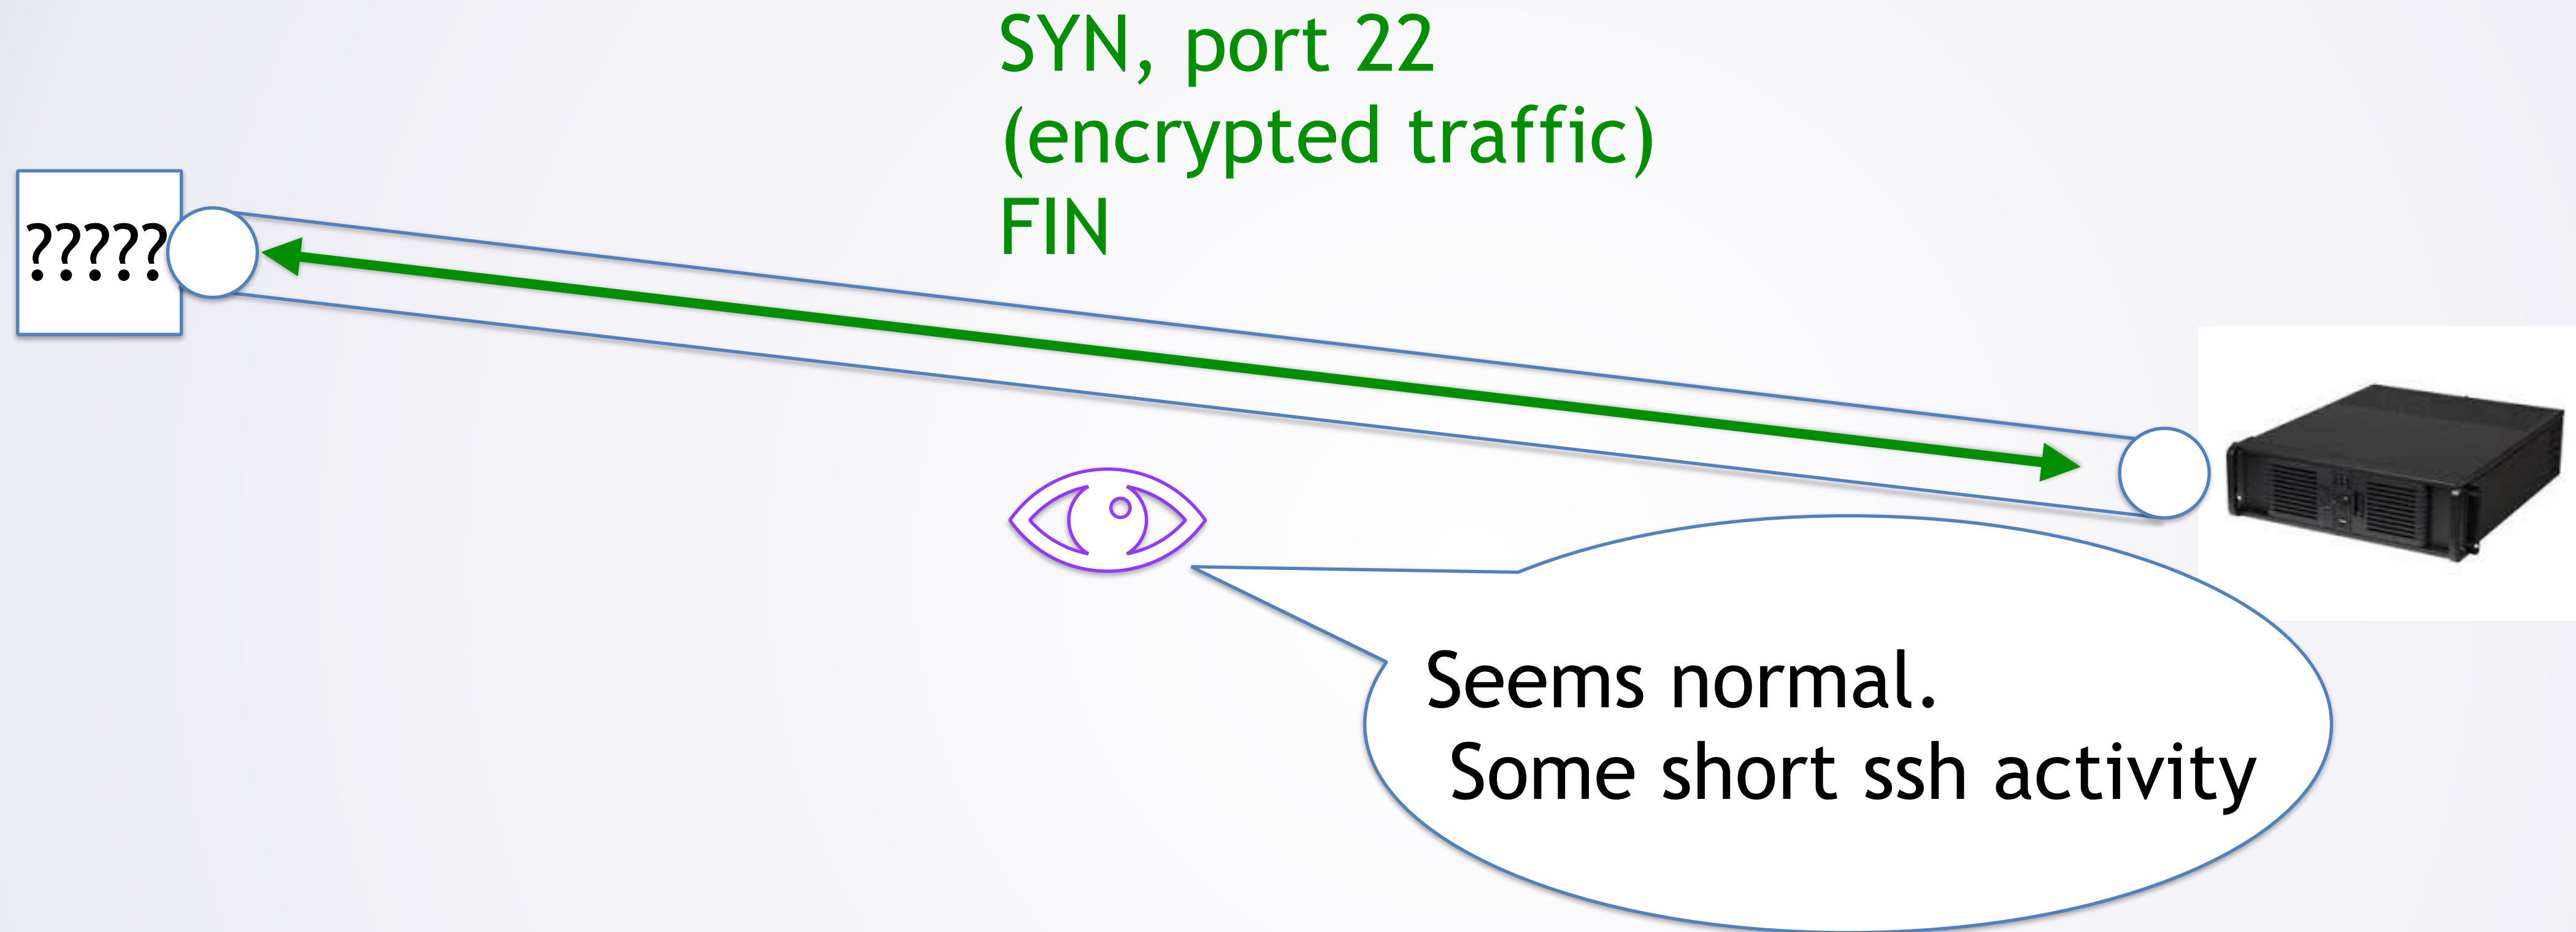 SYN, port 22
(encrypted traffic)
FIN
?????
Seems normal.
Some short ssh activity